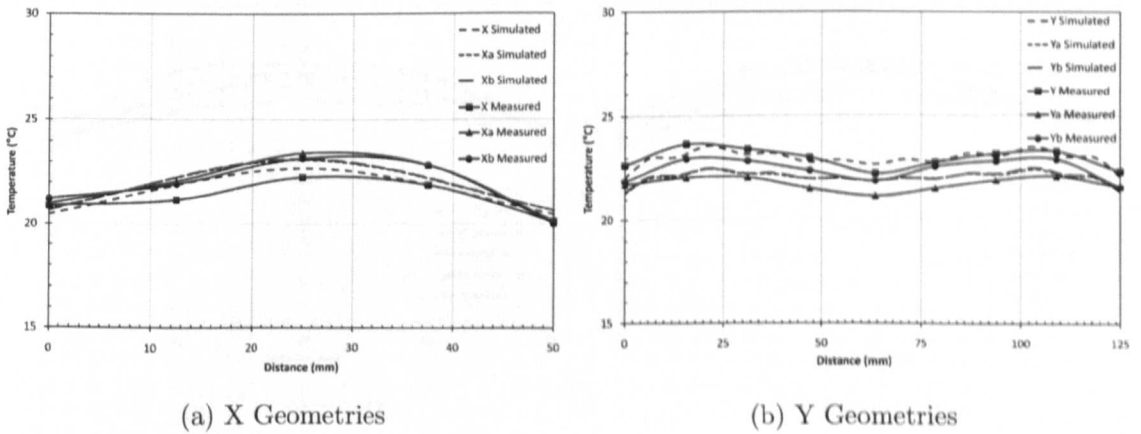 30
25
20
15
Temperature (°C)
0
10
20
30
40
50
Distance (mm)
X Simulated
Xa Simulated
Xb Simulated
X Measured
Xa Measured
Xb Measured
(a) X Geometries
30
25
20
15
Temperature (°C)
0
25
50
75
100
125
Distance (mm)
Y Simulated
Ya Simulated
Yb Simulated
Y Measured
Ya Measured
Yb Measured
(b) Y Geometries